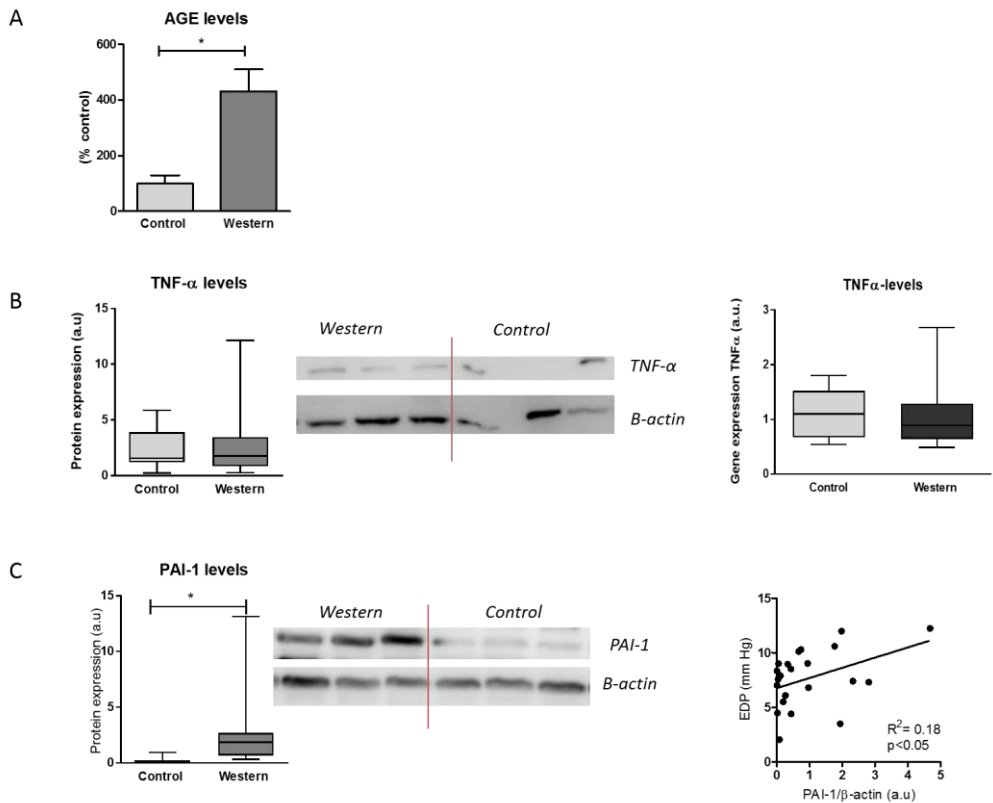 A
AGE levels
*
(% control)
600
400
200
0
Control
Western
B
TNF-α levels
Protein expression (a.u)
15
10
5
0
Control
Western
Western
Control
TNF-α
B-actin
TNFα-levels
Gene expression TNFα (a.u.)
3
2
1
0
Control
Western
C
PAI-1 levels
*
Protein expression (a.u)
15
10
5
0
Control
Western
Western
Control
PAI-1
B-actin
EDP (mm Hg)
15
10
5
0
0 1 2 3 4 5
R²= 0.18
p<0.05
PAI-1/β-actin (a.u)